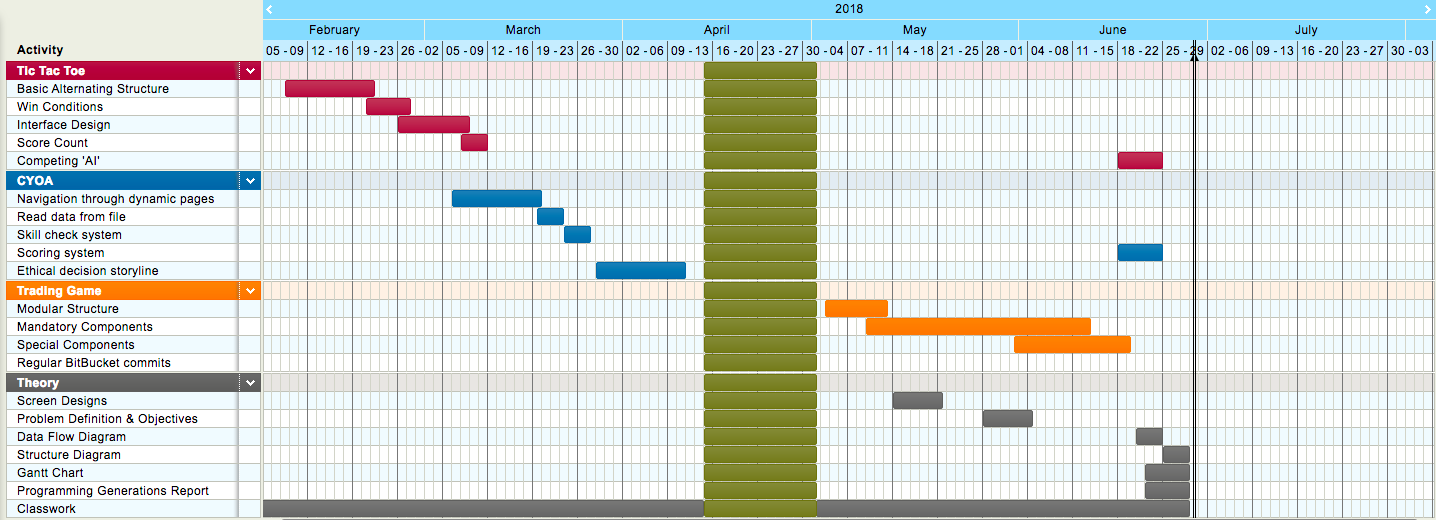 2018
February March April May June July
Activity 05 - 09 12 - 16 19 - 23 26 - 02 05 - 09 12 - 16 19 - 23 26 - 30 02 - 06 09 - 13 16 - 20 23 - 27 30 - 04 07 - 11 14 - 18 21 - 25 28 - 01 04 - 08 11 - 15 18 - 22 25 - 29 02 - 06 09 - 13 16 - 20 23 - 27 30 - 03
Tic Tac Toe
Basic Alternating Structure
Win Conditions
Interface Design
Score Count
Competing 'AI'
CYOA
Navigation through dynamic pages
Read data from file
Skill check system
Scoring system
Ethical decision storyline
Trading Game
Modular Structure
Mandatory Components
Special Components
Regular BitBucket commits
Theory
Screen Designs
Problem Definition & Objectives
Data Flow Diagram
Structure Diagram
Gantt Chart
Programming Generations Report
Classwork